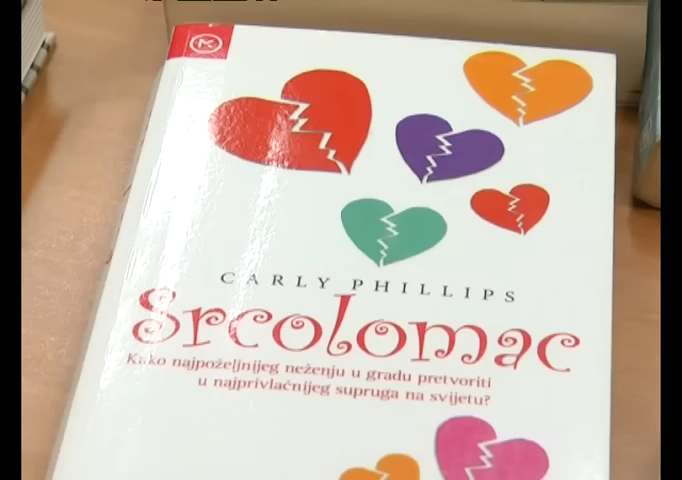 CARLY PHILLIPS
Srcolomac
Kako najpoželjnijeg neženju u gradu pretvoriti
u najprivlačnijeg supruga na svijetu?